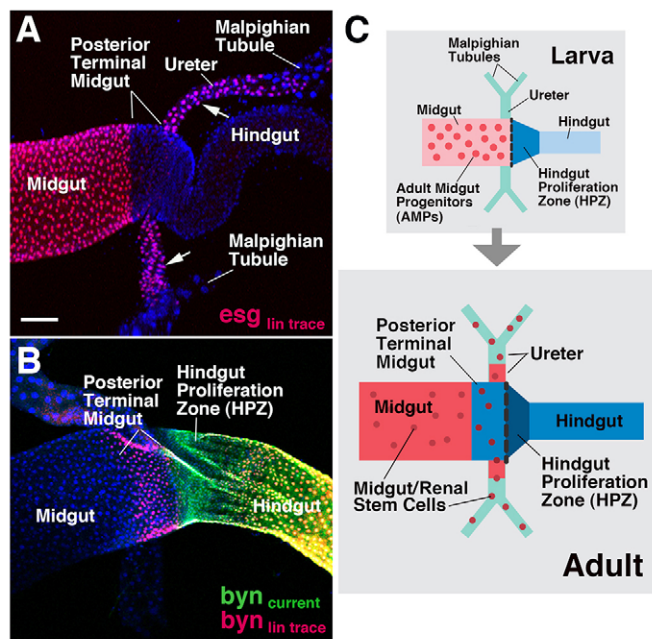 A
Posterior
Terminal
Midgut
Ureter
Malpighian
Tubule
Hindgut
Midgut
Malpighian
Tubule
esg lin trace
B
Posterior
Terminal
Midgut
Hindgut
Proliferation
Zone (HPZ)
Midgut
Hindgut
byn current
byn lin trace
C
Malpighian
Tubules
Larva
Ureter
Midgut
Hindgut
Adult Midgut
Progenitors
(AMPs)
Hindgut
Proliferation
Zone (HPZ)
Posterior
Terminal
Midgut
Ureter
Midgut
Hindgut
Midgut/Renal
Stem Cells
Hindgut
Proliferation
Zone (HPZ)
Adult